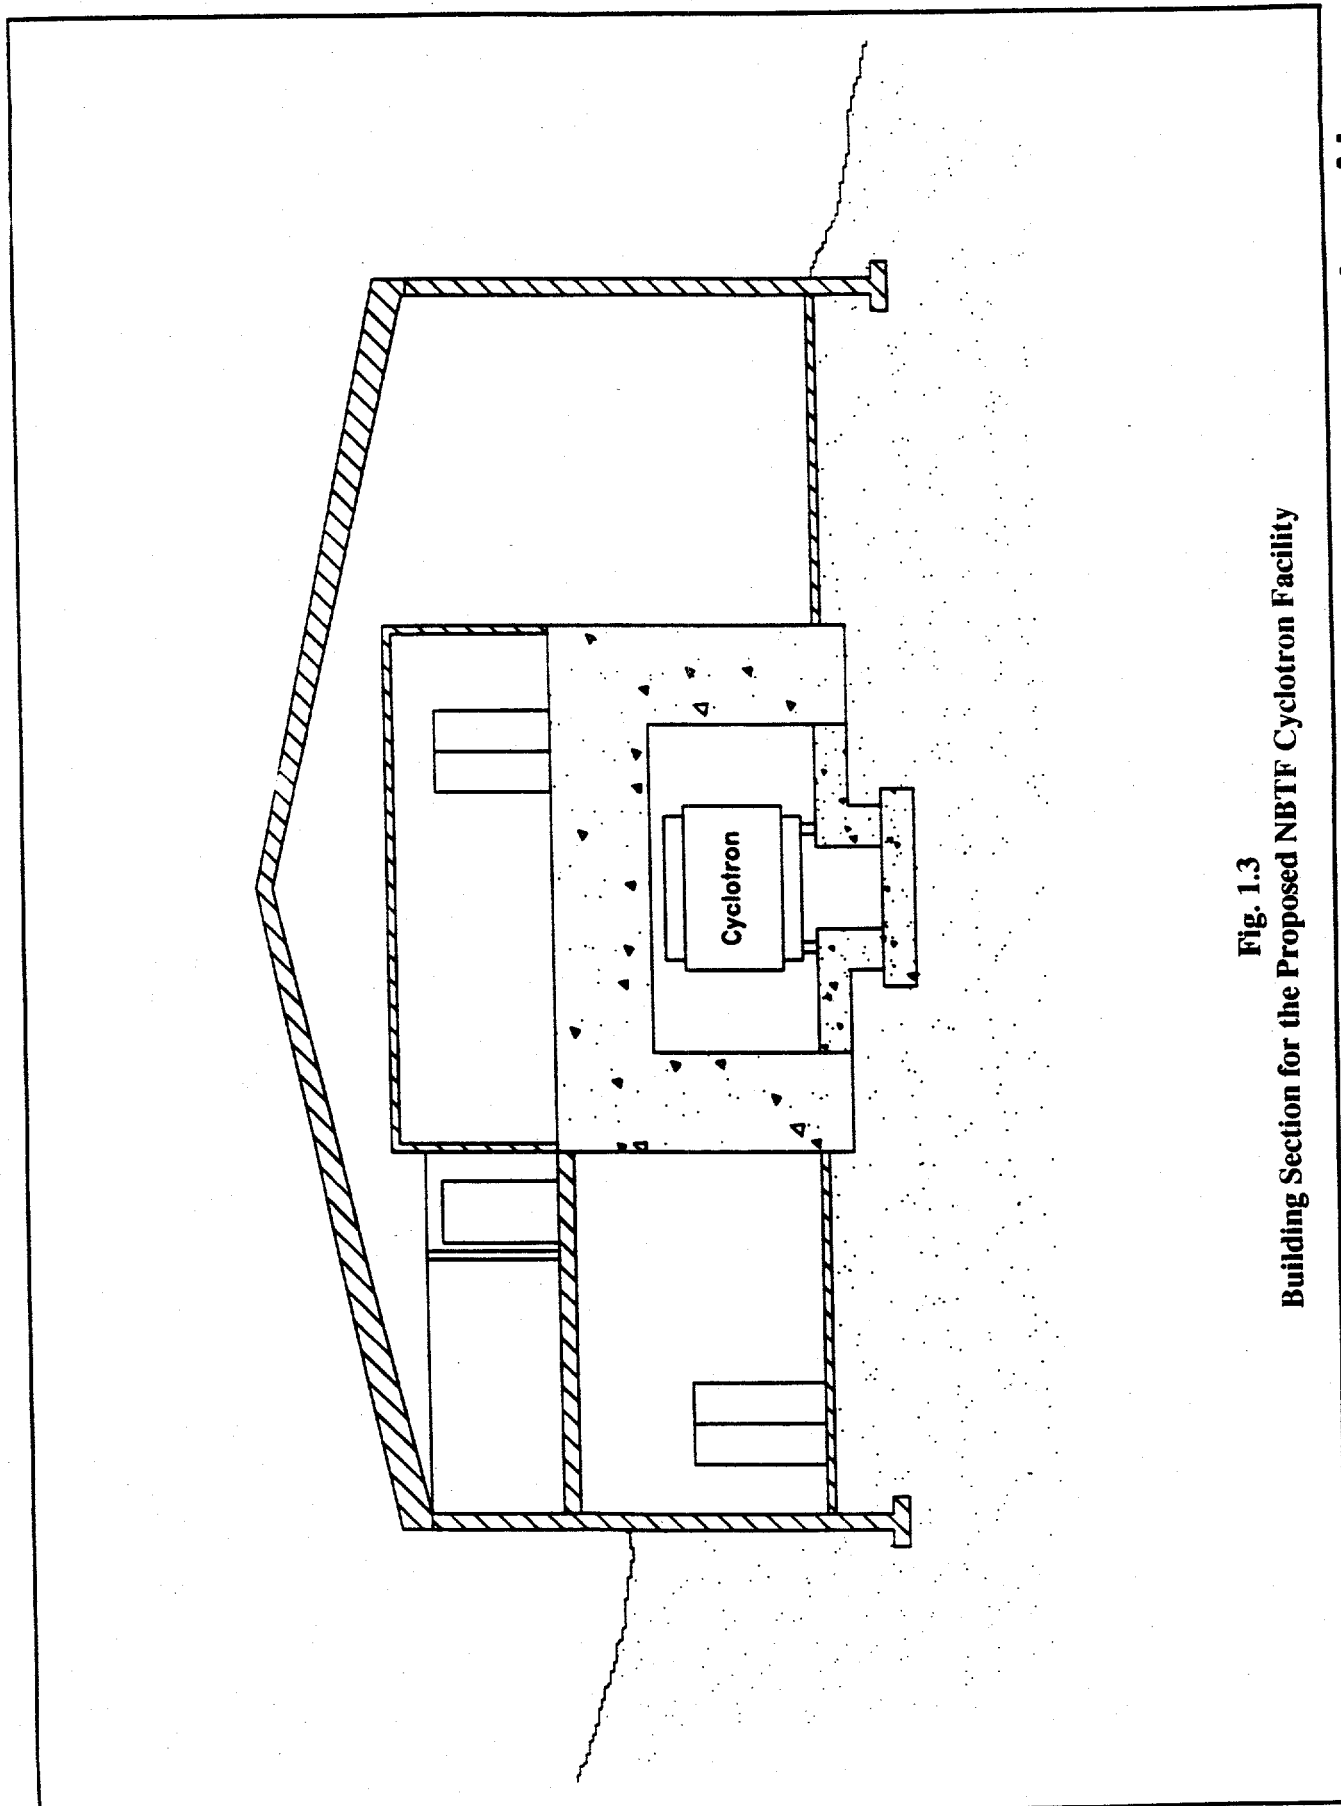 Cyclotron
Fig. 1.3
Building Section for the Proposed NBTF Cyclotron Facility